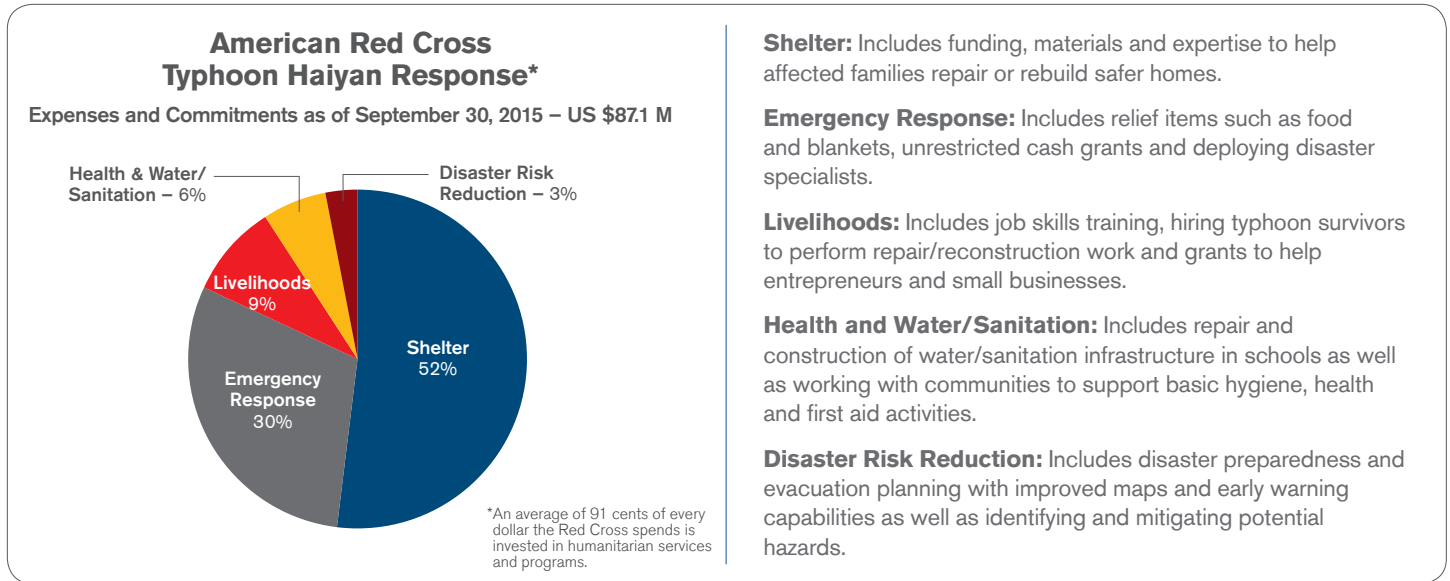 American Red Cross
Typhoon Haiyan Response*
Expenses and Commitments as of September 30, 2015 – US $87.1 M
Health & Water/
Sanitation – 6%
Disaster Risk
Reduction – 3%
Livelihoods
9%
Shelter
52%
Emergency
Response
30%
*An average of 91 cents of every
dollar the Red Cross spends is
invested in humanitarian services
and programs.
Shelter: Includes funding, materials and expertise to help
affected families repair or rebuild safer homes.
Emergency Response: Includes relief items such as food
and blankets, unrestricted cash grants and deploying disaster
specialists.
Livelihoods: Includes job skills training, hiring typhoon survivors
to perform repair/reconstruction work and grants to help
entrepreneurs and small businesses.
Health and Water/Sanitation: Includes repair and
construction of water/sanitation infrastructure in schools as well
as working with communities to support basic hygiene, health
and first aid activities.
Disaster Risk Reduction: Includes disaster preparedness and
evacuation planning with improved maps and early warning
capabilities as well as identifying and mitigating potential
hazards.